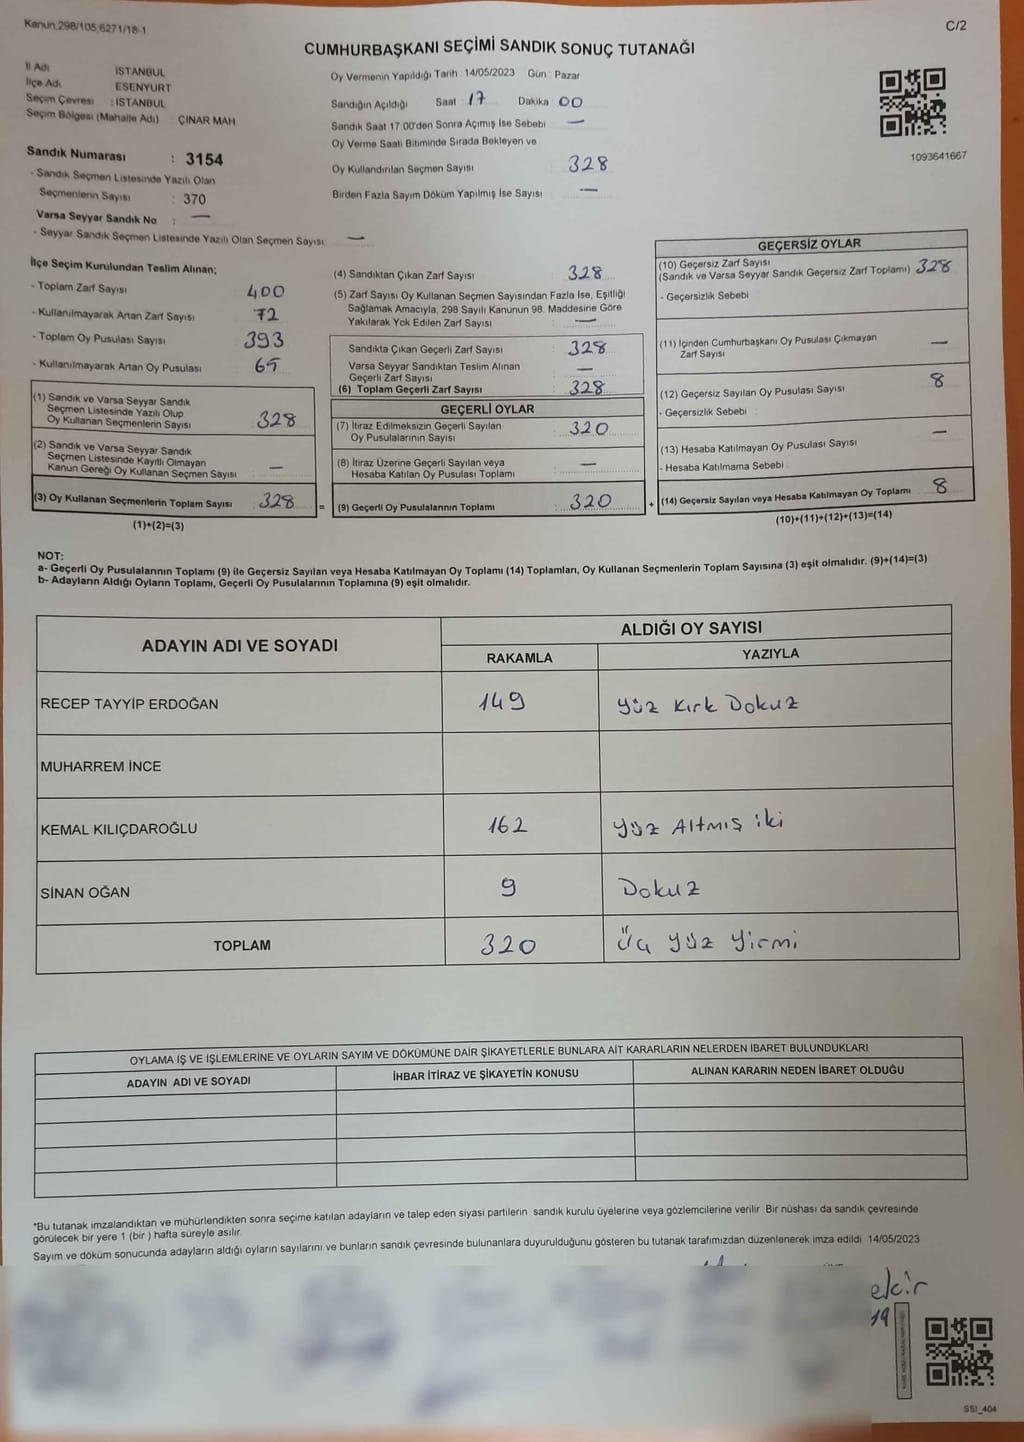 Kanun;298/105;6271/18-1
C/2
CUMHURBAŞKANI SEÇİMİ SANDIK SONUÇ TUTANAĞI
İl Adı İSTANBUL
İlçe Adı ESENYURT
Seçim Çevresi : İSTANBUL
Seçim Bölgesi (Mahalle Adı) ÇINAR MAH
Sandık Numarası : 3154
- Sandık Seçmen Listesinde Yazılı Olan
Seçmenlerin Sayısı : 370
Varsa Seyyar Sandık No : —
- Seyyar Sandık Seçmen Listesinde Yazılı Olan Seçmen Sayısı: —
Oy Vermenin Yapıldığı Tarih : 14/05/2023 Gün : Pazar
Sandığın Açıldığı Saat 17 Dakika 00
Sandık Saat 17:00'den Sonra Açımış İse Sebebi —
Oy Verme Saati Bitiminde Sırada Bekleyen ve
Oy Kullandırılan Seçmen Sayısı 328
Birden Fazla Sayım Döküm Yapılmış İse Sayısı : —
1093641667
İlçe Seçim Kurulundan Teslim Alınan;
- Toplam Zarf Sayısı 400
- Kullanılmayarak Artan Zarf Sayısı 72
- Toplam Oy Pusulası Sayısı 393
- Kullanılmayarak Artan Oy Pusulası 65
(1) Sandık ve Varsa Seyyar Sandık
Seçmen Listesinde Yazılı Olup
Oy Kullanan Seçmenlerin Sayısı 328
(2) Sandık ve Varsa Seyyar Sandık
Seçmen Listesinde Kayıtlı Olmayan
Kanun Gereği Oy Kullanan Seçmen Sayısı —
(3) Oy Kullanan Seçmenlerin Toplam Sayısı 328
(1)+(2)=(3)
=
(4) Sandıktan Çıkan Zarf Sayısı : 328
(5) Zarf Sayısı Oy Kullanan Seçmen Sayısından Fazla İse, Eşitliği
Sağlamak Amacıyla, 298 Sayılı Kanunun 98. Maddesine Göre
Yakılarak Yok Edilen Zarf Sayısı : —
Sandıkta Çıkan Geçerli Zarf Sayısı : 328
Varsa Seyyar Sandıktan Teslim Alınan
Geçerli Zarf Sayısı —
(6) Toplam Geçerli Zarf Sayısı : 328
GEÇERLİ OYLAR
(7) İtiraz Edilmeksizin Geçerli Sayılan
Oy Pusulalarının Sayısı : 320
(8) İtiraz Üzerine Geçerli Sayılan veya
Hesaba Katılan Oy Pusulası Toplamı : —
(9) Geçerli Oy Pusulalarının Toplamı : 320
+
GEÇERSİZ OYLAR
(10) Geçersiz Zarf Sayısı
(Sandık ve Varsa Seyyar Sandık Geçersiz Zarf Toplamı) 328
- Geçersizlik Sebebi
(11) İçinden Cumhurbaşkanı Oy Pusulası Çıkmayan
Zarf Sayısı —
(12) Geçersiz Sayılan Oy Pusulası Sayısı 8
- Geçersizlik Sebebi :
(13) Hesaba Katılmayan Oy Pusulası Sayısı —
- Hesaba Katılmama Sebebi
(14) Geçersiz Sayılan veya Hesaba Katılmayan Oy Toplamı 8
(10)+(11)+(12)+(13)=(14)
NOT:
a- Geçerli Oy Pusulalarının Toplamı (9) ile Geçersiz Sayılan veya Hesaba Katılmayan Oy Toplamı (14) Toplamları, Oy Kullanan Seçmenlerin Toplam Sayısına (3) eşit olmalıdır. (9)+(14)=(3)
b- Adayların Aldığı Oyların Toplamı, Geçerli Oy Pusulalarının Toplamına (9) eşit olmalıdır.
ADAYIN ADI VE SOYADI
ALDIĞI OY SAYISI
RAKAMLA YAZIYLA
RECEP TAYYİP ERDOĞAN 149 Yüz Kırk Dokuz
MUHARREM İNCE
KEMAL KILIÇDAROĞLU 162 Yüz Altmış iki
SİNAN OĞAN 9 Dokuz
TOPLAM 320 Üç Yüz Yirmi
OYLAMA İŞ VE İŞLEMLERİNE VE OYLARIN SAYIM VE DÖKÜMÜNE DAİR ŞİKAYETLERLE BUNLARA AİT KARARLARIN NELERDEN İBARET BULUNDUKLARI
ADAYIN ADI VE SOYADI İHBAR İTİRAZ VE ŞİKAYETİN KONUSU ALINAN KARARIN NEDEN İBARET OLDUĞU
*Bu tutanak imzalandıktan ve mühürlendikten sonra seçime katılan adayların ve talep eden siyasi partilerin sandık kurulu üyelerine veya gözlemcilerine verilir. Bir nüshası da sandık çevresinde
görülecek bir yere 1 (bir ) hafta süreyle asılır.
Sayım ve döküm sonucunda adayların aldığı oyların sayılarını ve bunların sandık çevresinde bulunanlara duyurulduğunu gösteren bu tutanak tarafımızdan düzenlenerek imza edildi. 14/05/2023
ekir
19
SSI_404